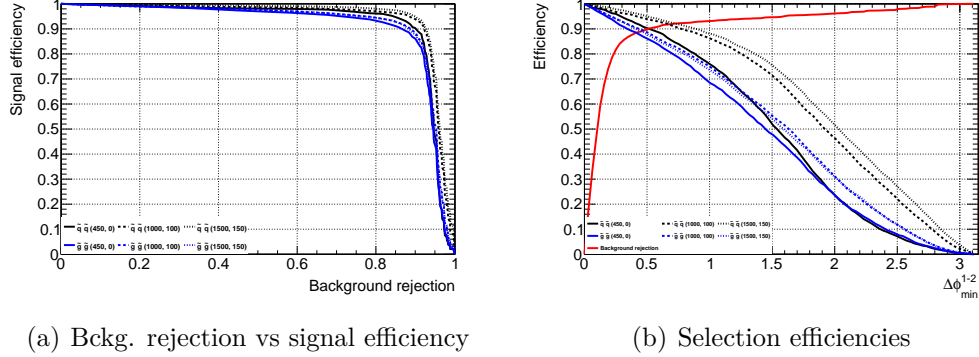 Signal efficiency
1
0.9
0.8
0.7
0.6
0.5
0.4
0.3
0.2
0.1
0
q̃ q̃ (450, 0) q̃ q̃ (1000, 100) q̃ q̃ (1500, 150)
g̃ g̃ (450, 0) g̃ g̃ (1000, 100) g̃ g̃ (1500, 150)
0 0.2 0.4 0.6 0.8 1
Background rejection
(a) Bckg. rejection vs signal efficiency
Efficiency
1
0.9
0.8
0.7
0.6
0.5
0.4
0.3
0.2
0.1
0
q̃ q̃ (450, 0) q̃ q̃ (1000, 100) q̃ q̃ (1500, 150)
g̃ g̃ (450, 0) g̃ g̃ (1000, 100) g̃ g̃ (1500, 150)
Background rejection
0 0.5 1 1.5 2 2.5 3
Δϕ^{1-2}_{min}
(b) Selection efficiencies